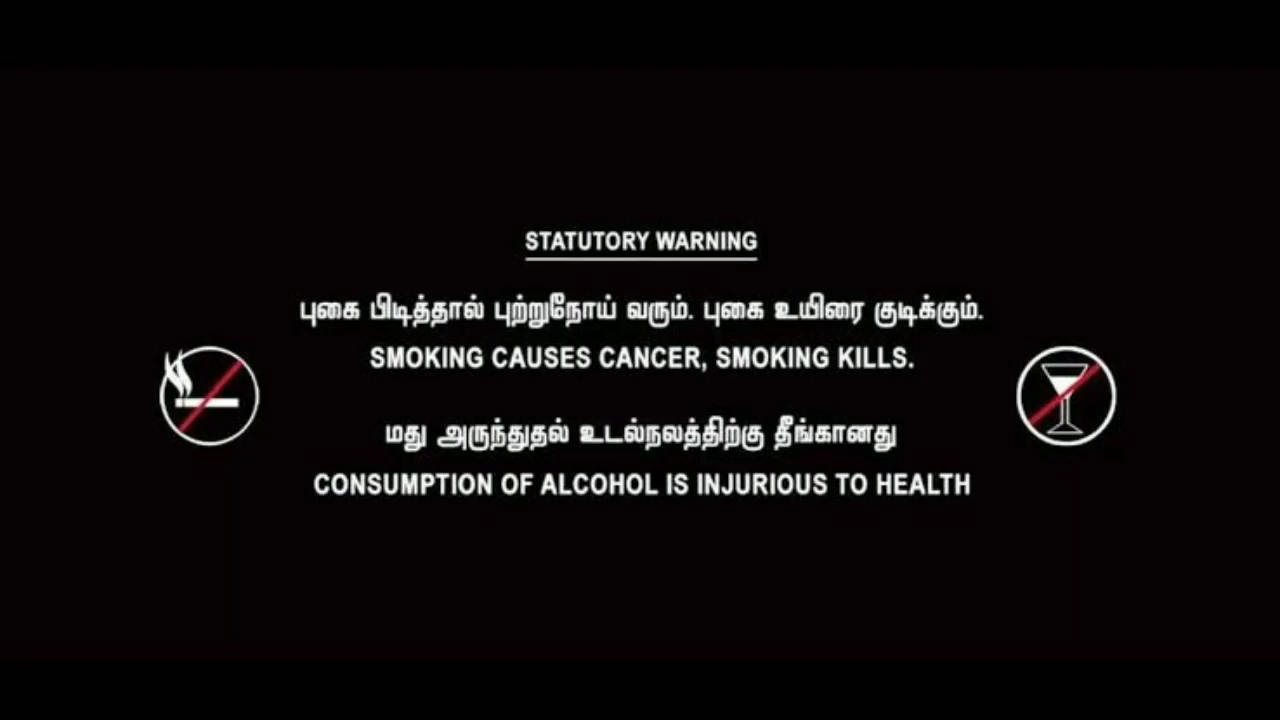 STATUTORY WARNING
புகை பிடித்தால் புற்றுநோய் வரும். புகை உயிரை குடிக்கும்.
SMOKING CAUSES CANCER, SMOKING KILLS.
மது அருந்துதல் உடல்நலத்திற்கு தீங்கானது
CONSUMPTION OF ALCOHOL IS INJURIOUS TO HEALTH